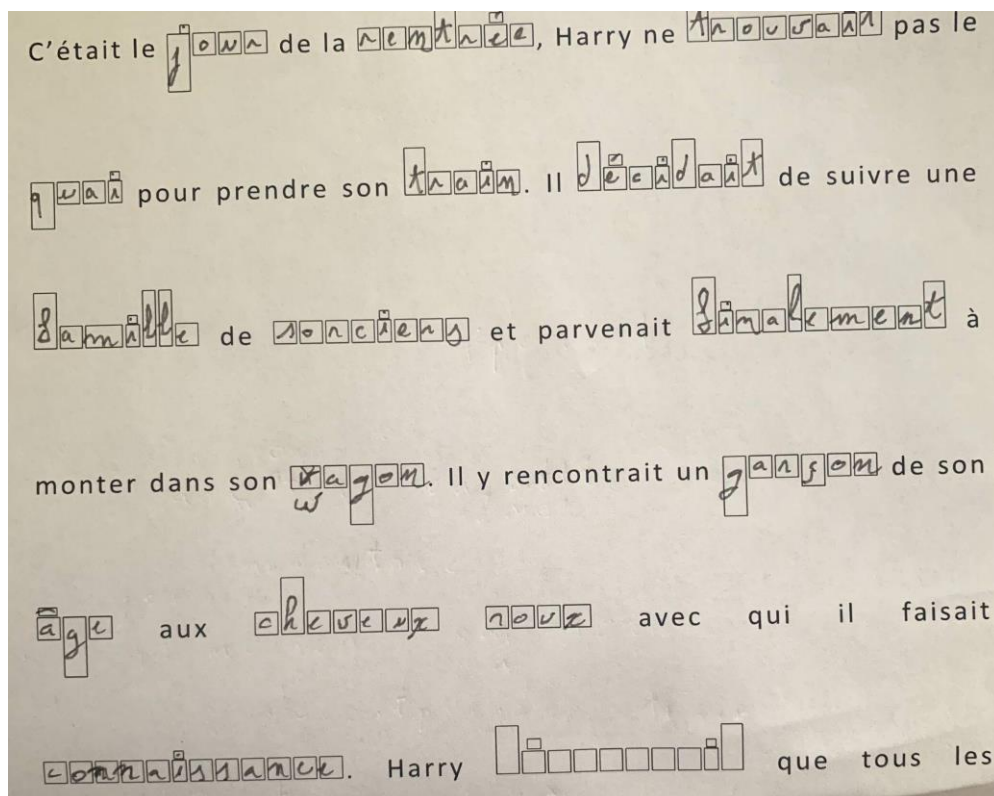 C'était le jour de la rentrée, Harry ne trouvait pas le
quai pour prendre son train. Il décidait de suivre une
famille de sorciers et parvenait finalement à
monter dans son wagon. Il y rencontrait un garçon de son
âge aux cheveux roux avec qui il faisait
connaissance. Harry que tous les